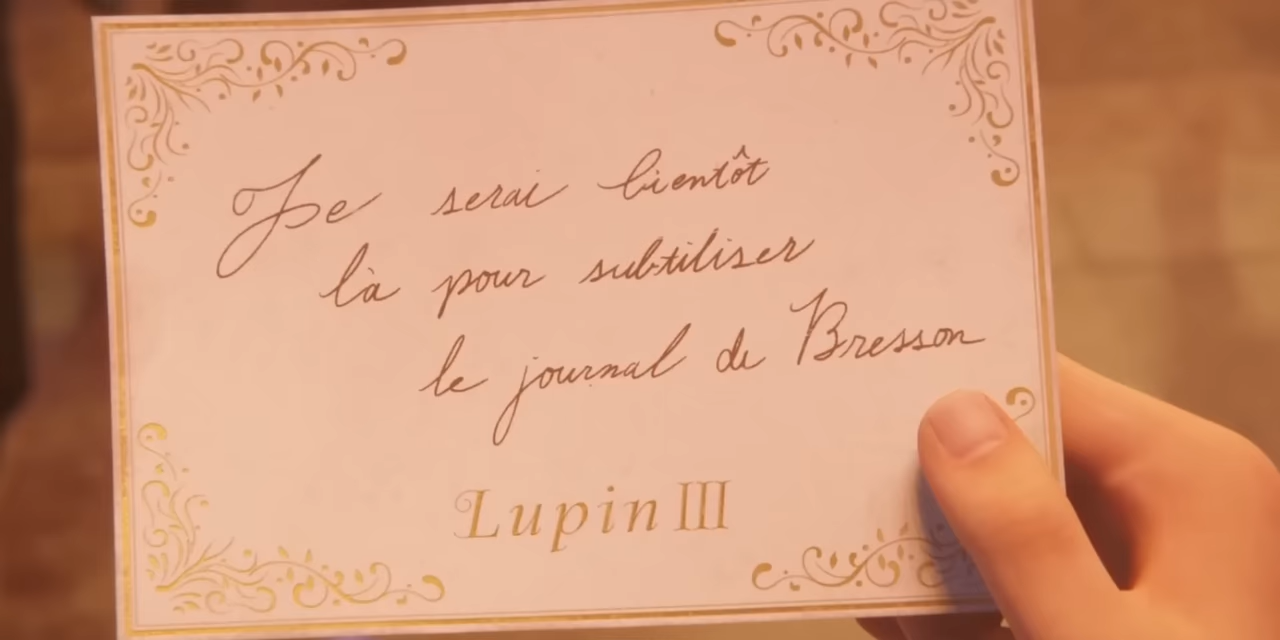 Je serai bientôt
là pour subtiliser
le journal de Bresson
Lupin III